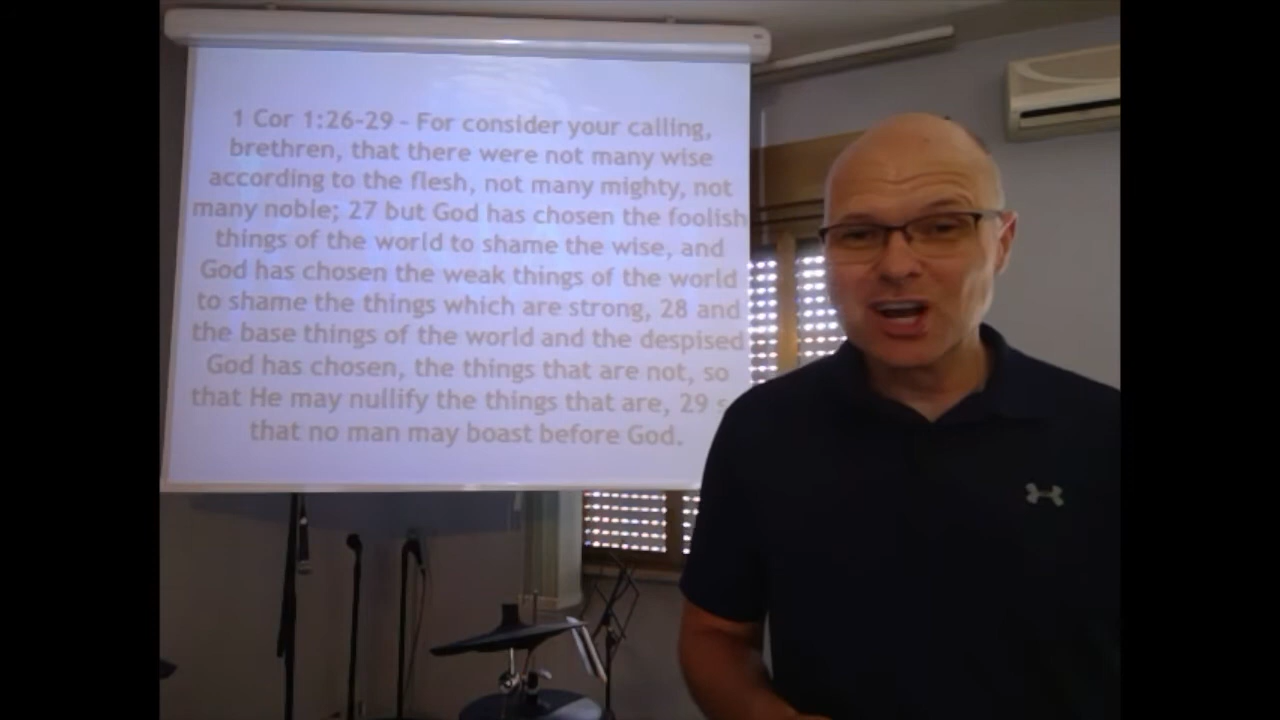 1 Cor 1:26-29 - For consider your calling,
brethren, that there were not many wise
according to the flesh, not many mighty, not
many noble; 27 but God has chosen the foolish
things of the world to shame the wise, and
God has chosen the weak things of the world
to shame the things which are strong, 28 and
the base things of the world and the despised
God has chosen, the things that are not, so
that He may nullify the things that are, 29
that no man may boast before God.